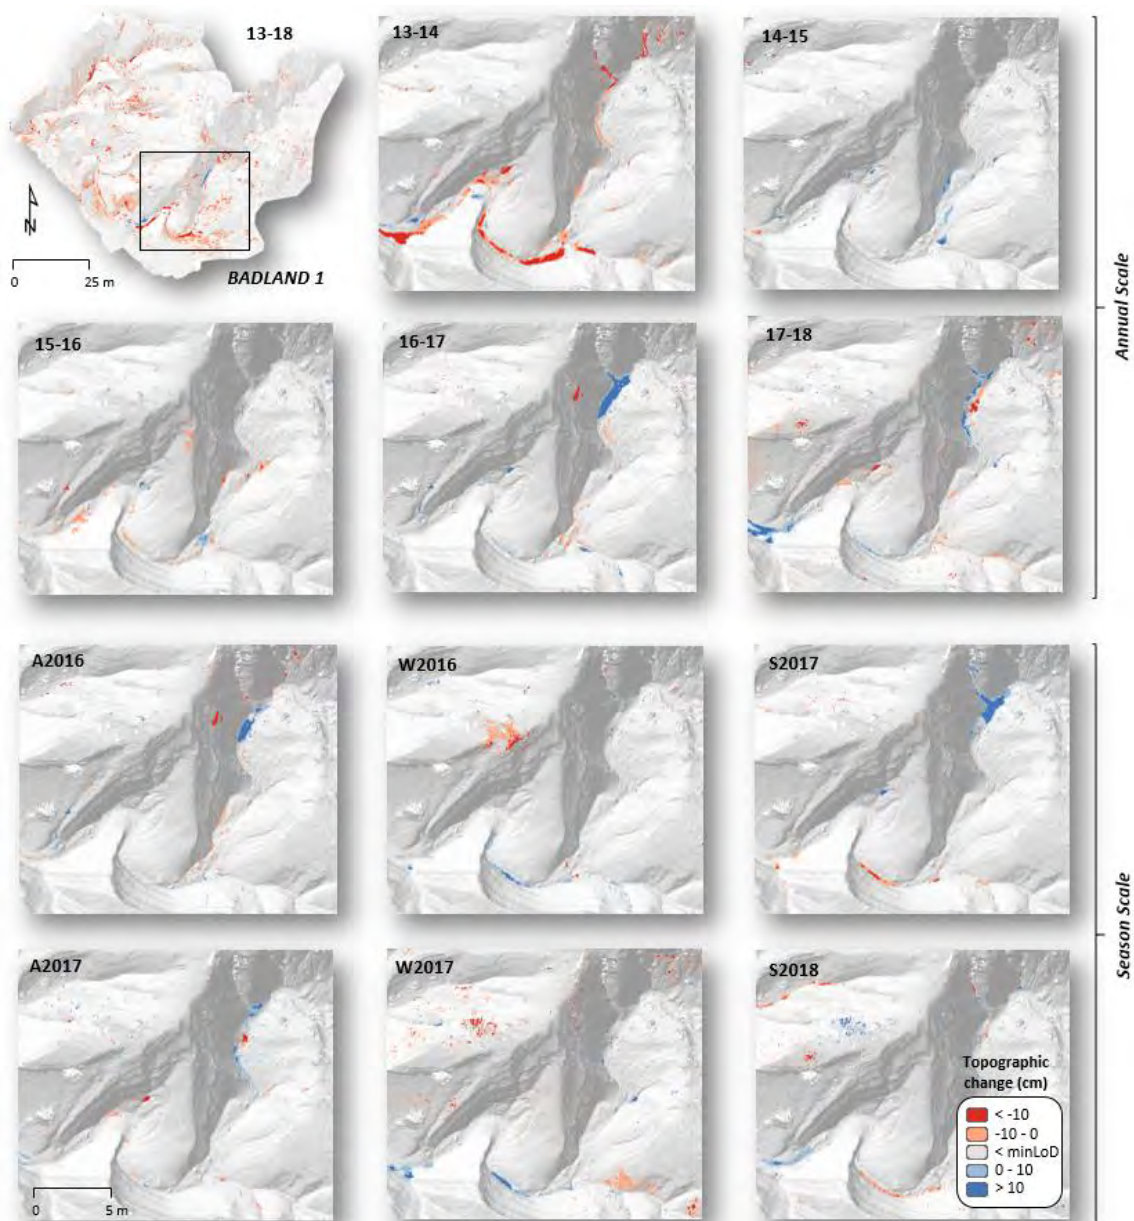 13-18
13-14
14-15
N
0 25 m
BADLAND 1
15-16
16-17
17-18
Annual Scale
A2016
W2016
S2017
A2017
W2017
S2018
Season Scale
Topographic
change (cm)
< -10
-10 - 0
< minLoD
0 - 10
> 10
0 5 m